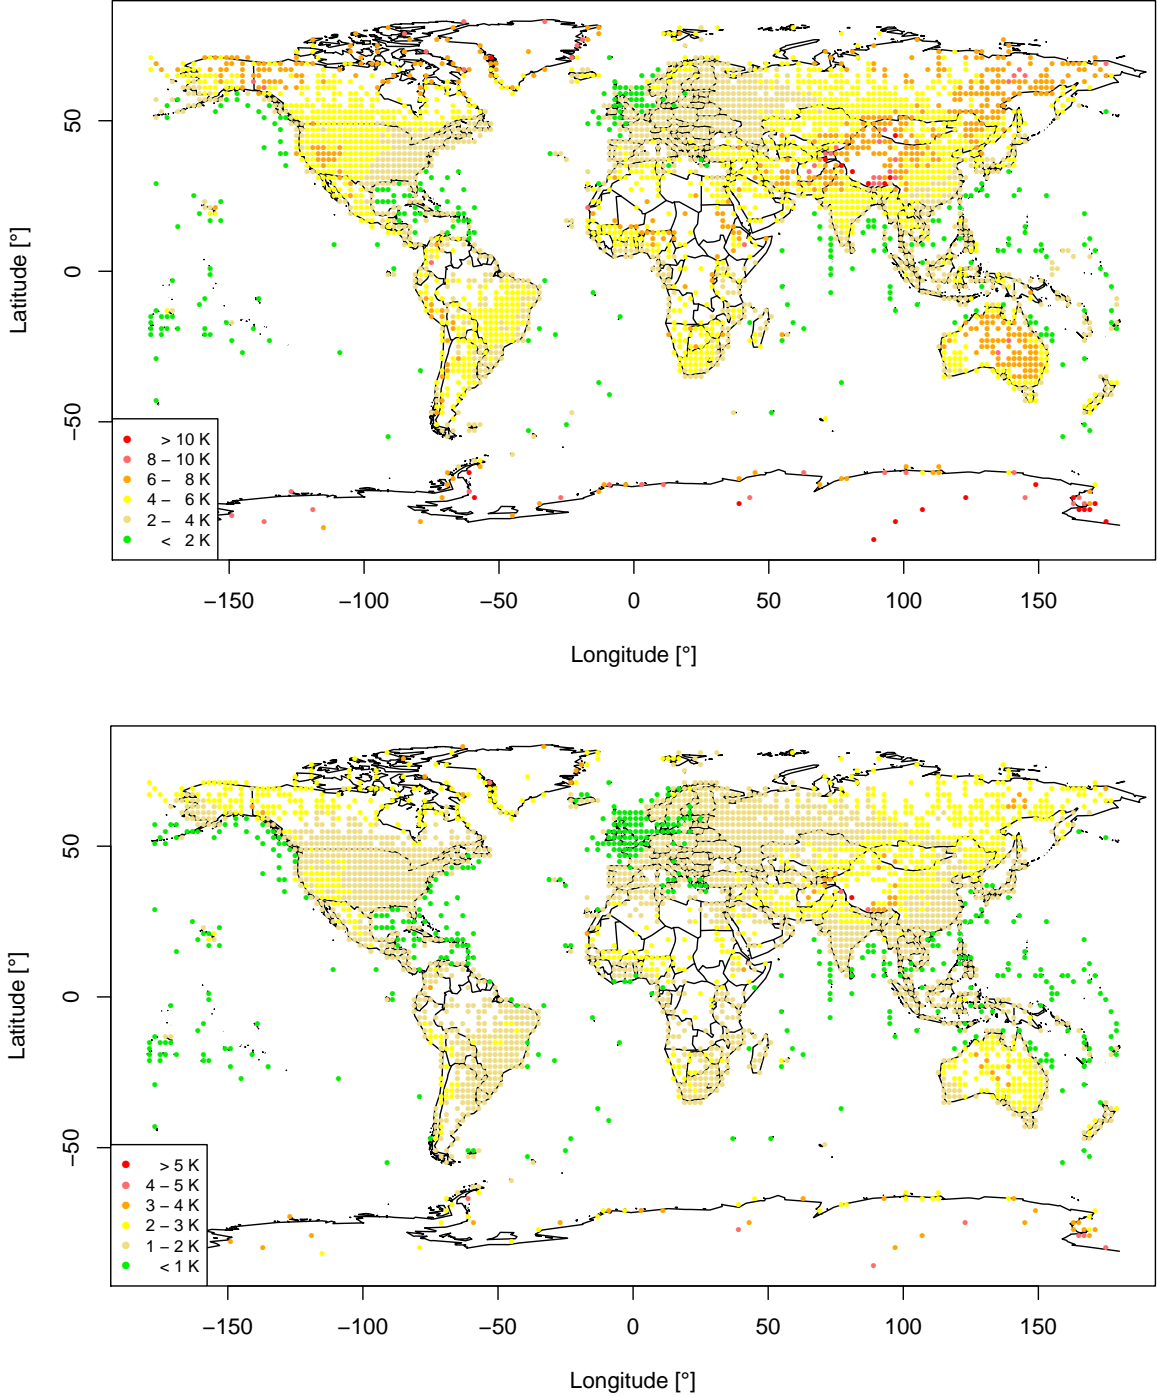 50
0
−50
Latitude [°]
> 10 K
8 − 10 K
6 − 8 K
4 − 6 K
2 − 4 K
< 2 K
−150 −100 −50 0 50 100 150
Longitude [°]
50
0
−50
Latitude [°]
> 5 K
4 − 5 K
3 − 4 K
2 − 3 K
1 − 2 K
< 1 K
−150 −100 −50 0 50 100 150
Longitude [°]